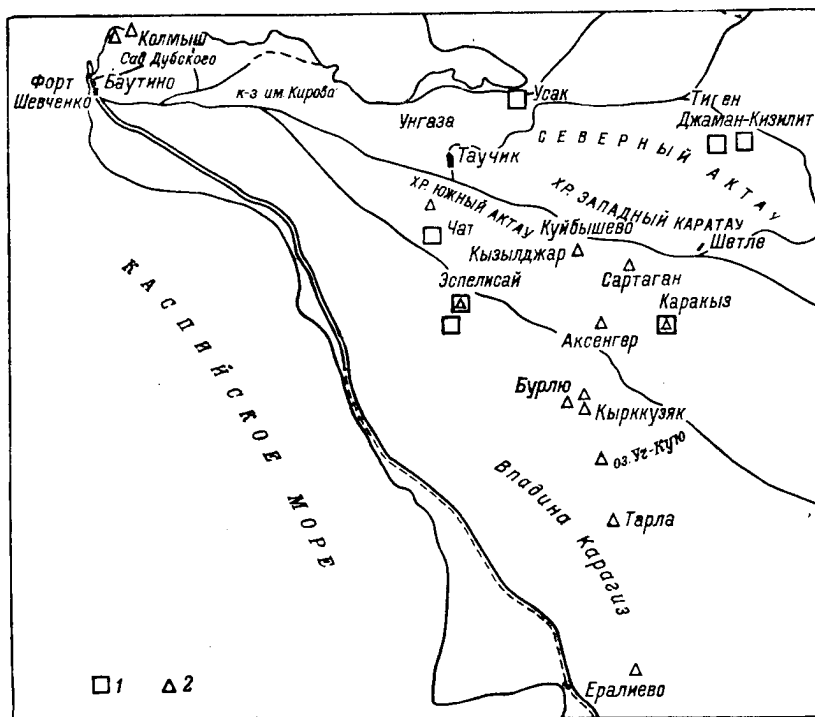 Колмыш
Сад Дубского
Форт
Шевченко
Баутино
к-з им. Кирова
Унгаза
Усак
Тиген
Джаман-Кизилит
СЕВЕРНЫЙ АКТАУ
Таучик
ХР. ЮЖНЫЙ АКТАУ
ХР. ЗАПАДНЫЙ КАРАТАУ
Куйбышево
Шетпе
Чат
Кызылджар
Сартаган
Эспелисай
Каракыз
Аксенгер
Бурлю
Кырккузяк
оз. Уч-Кую
Впадина Карагиз
Тарла
КАСПИЙСКОЕ МОРЕ
Ералиево
1
2